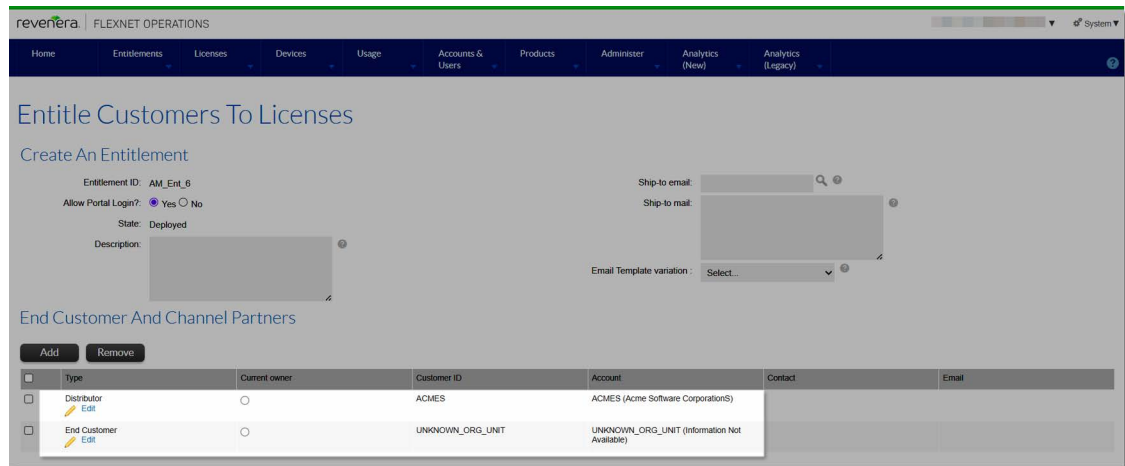 revenera. FLEXNET OPERATIONS
System
Home Entitlements Licenses Devices Usage Accounts & Users Products Administer Analytics (New) Analytics (Legacy)
Entitle Customers To Licenses
Create An Entitlement
Entitlement ID: AM_Ent_6
Allow Portal Login?: Yes No
State: Deployed
Description:
Ship-to email:
Ship-to mail:
Email Template variation : Select...
End Customer And Channel Partners
Add Remove
Type Current owner Customer ID Account Contact Email
Distributor ACMES ACMES (Acme Software CorporationS)
Edit
End Customer UNKNOWN_ORG_UNIT UNKNOWN_ORG_UNIT (Information Not Available)
Edit